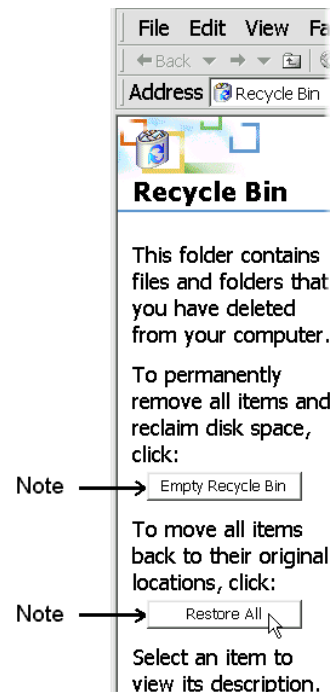 File Edit View Fa
Back
Address Recycle Bin
Recycle Bin
This folder contains
files and folders that
you have deleted
from your computer.
To permanently
remove all items and
reclaim disk space,
click:
Note Empty Recycle Bin
To move all items
back to their original
locations, click:
Note Restore All
Select an item to
view its description.